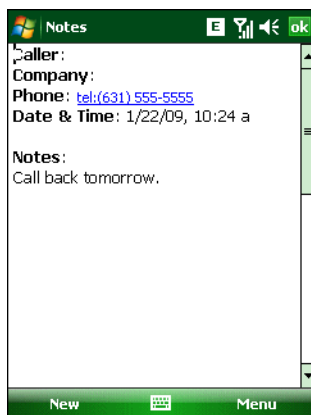 Notes
E
ok
Caller:
Company:
Phone: tel:(631) 555-5555
Date & Time: 1/22/09, 10:24 a
Notes:
Call back tomorrow.
New
Menu